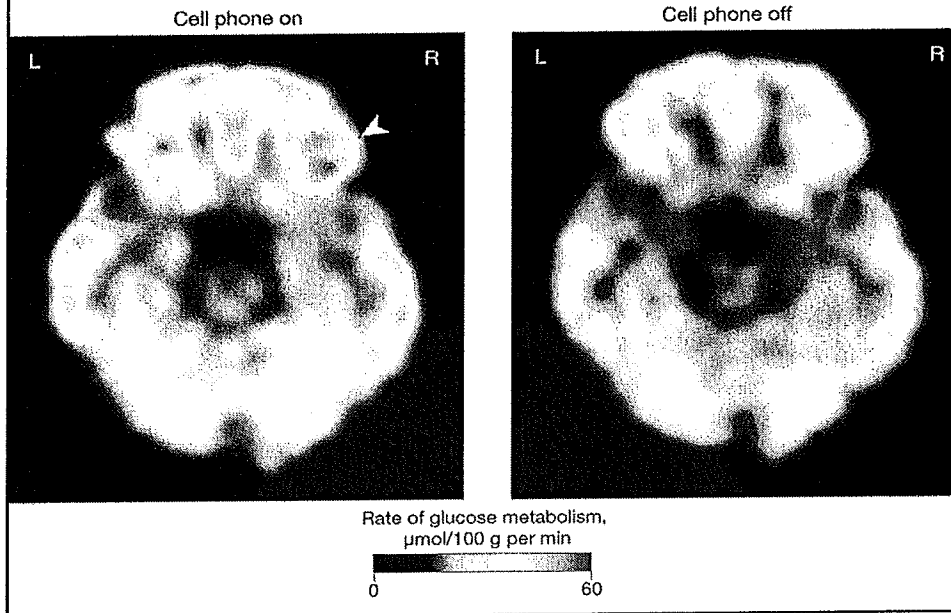 Cell phone on
Cell phone off
L
R
L
R
Rate of glucose metabolism,
μmol/100 g per min
0
60